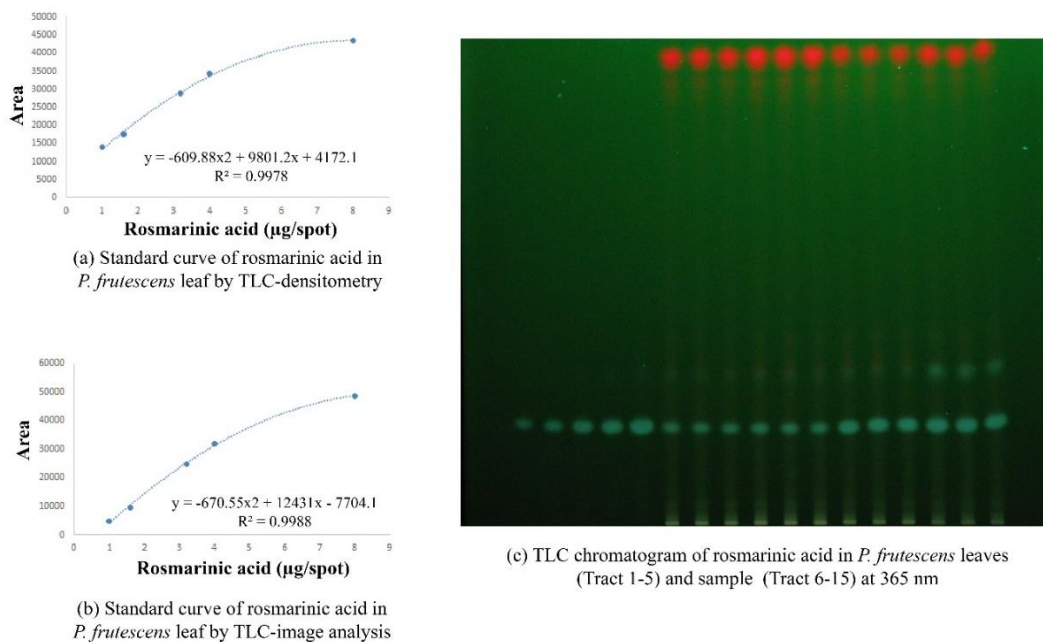 50000
45000
40000
35000
30000
25000
20000
15000
10000
5000
0
Area
y = -609.88x2 + 9801.2x + 4172.1
R² = 0.9978
0 1 2 3 4 5 6 7 8 9
Rosmarinic acid (µg/spot)
(a) Standard curve of rosmarinic acid in
P. frutescens leaf by TLC-densitometry
60000
50000
40000
30000
20000
10000
0
Area
y = -670.55x2 + 12431x - 7704.1
R² = 0.9988
0 1 2 3 4 5 6 7 8 9
Rosmarinic acid (µg/spot)
(b) Standard curve of rosmarinic acid in
P. frutescens leaf by TLC-image analysis
(c) TLC chromatogram of rosmarinic acid in P. frutescens leaves
(Tract 1-5) and sample (Tract 6-15) at 365 nm